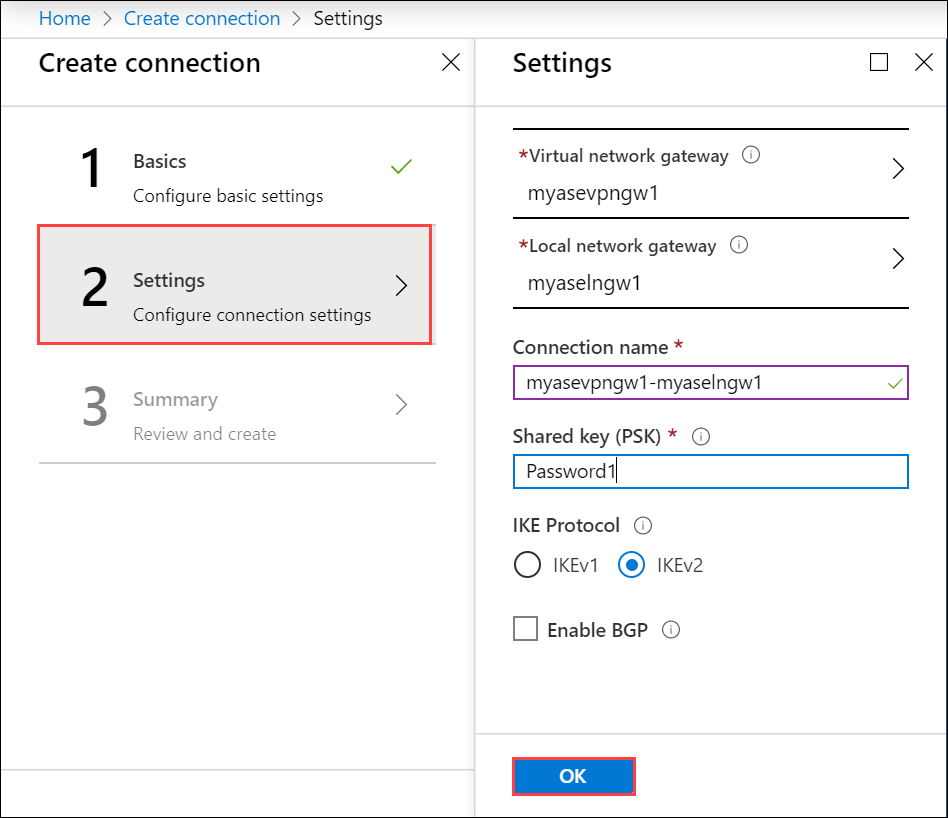 Home > Create connection > Settings
Create connection
1
Basics
Configure basic settings
2
Settings
Configure connection settings
3
Summary
Review and create
Settings
*Virtual network gateway
myasevpngw1
*Local network gateway
myaselngw1
Connection name *
myasevpngw1-myaselngw1
Shared key (PSK) *
Password1
IKE Protocol
IKEv1 IKEv2
Enable BGP
OK